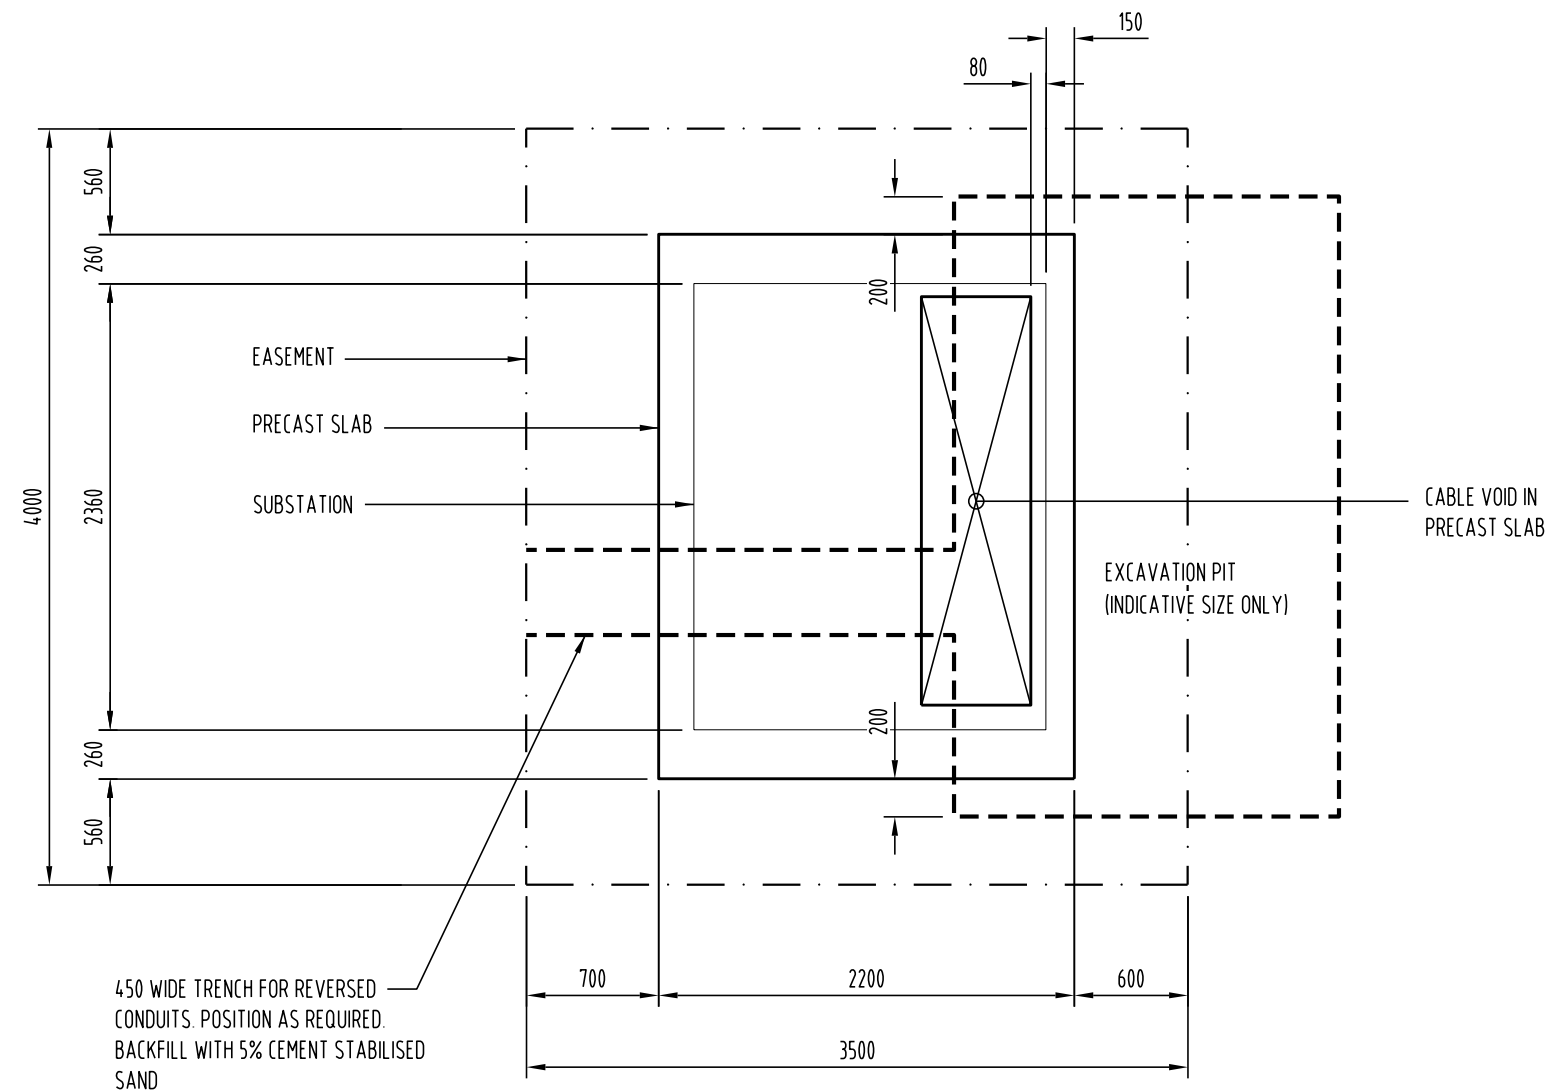 150
80
560
260
200
EASEMENT
PRECAST SLAB
SUBSTATION
4000
2360
CABLE VOID IN
PRECAST SLAB
EXCAVATION PIT
(INDICATIVE SIZE ONLY)
200
260
560
700
2200
600
450 WIDE TRENCH FOR REVERSED
CONDUITS. POSITION AS REQUIRED.
BACKFILL WITH 5% CEMENT STABILISED
SAND
3500